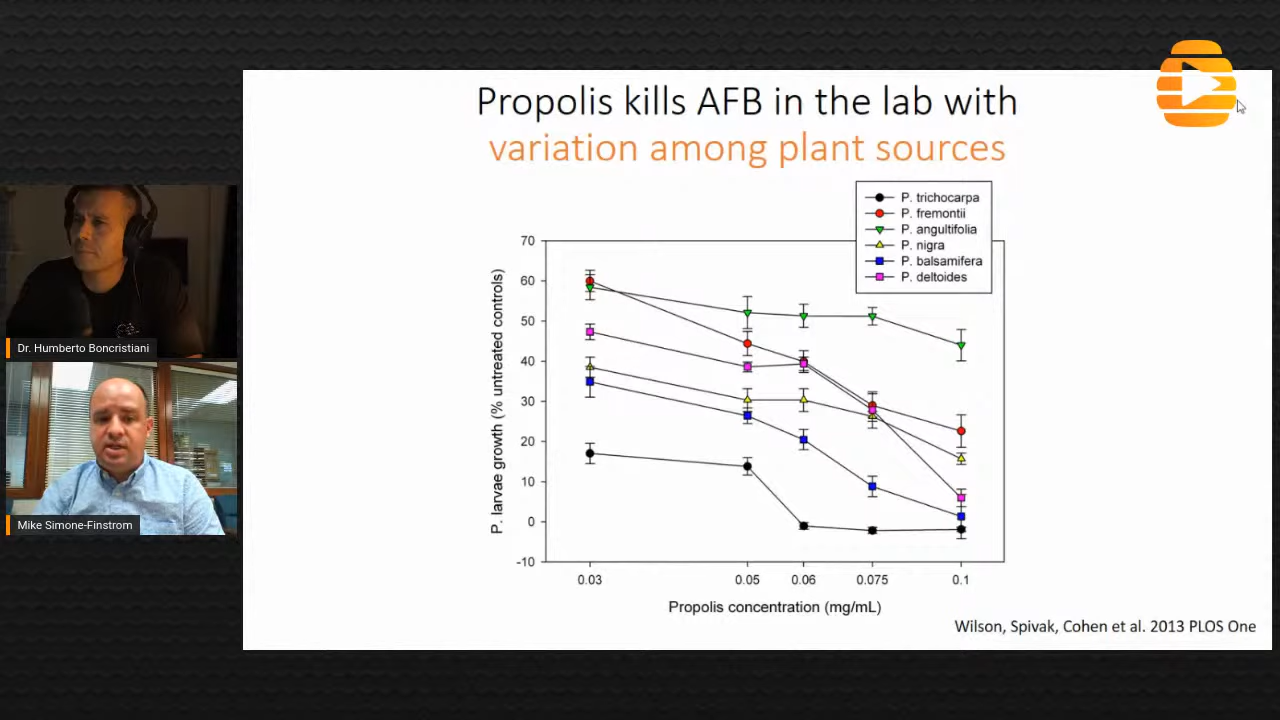 Propolis kills AFB in the lab with
variation among plant sources
P. trichocarpa
P. fremontii
P. angultifolia
P. nigra
P. balsamifera
P. deltoides
70
60
50
40
30
20
10
0
-10
P. larvae growth (% untreated controls)
0.03
0.05
0.06
0.075
0.1
Propolis concentration (mg/mL)
Wilson, Spivak, Cohen et al. 2013 PLOS One
Dr. Humberto Boncristiani
Mike Simone-Finstrom